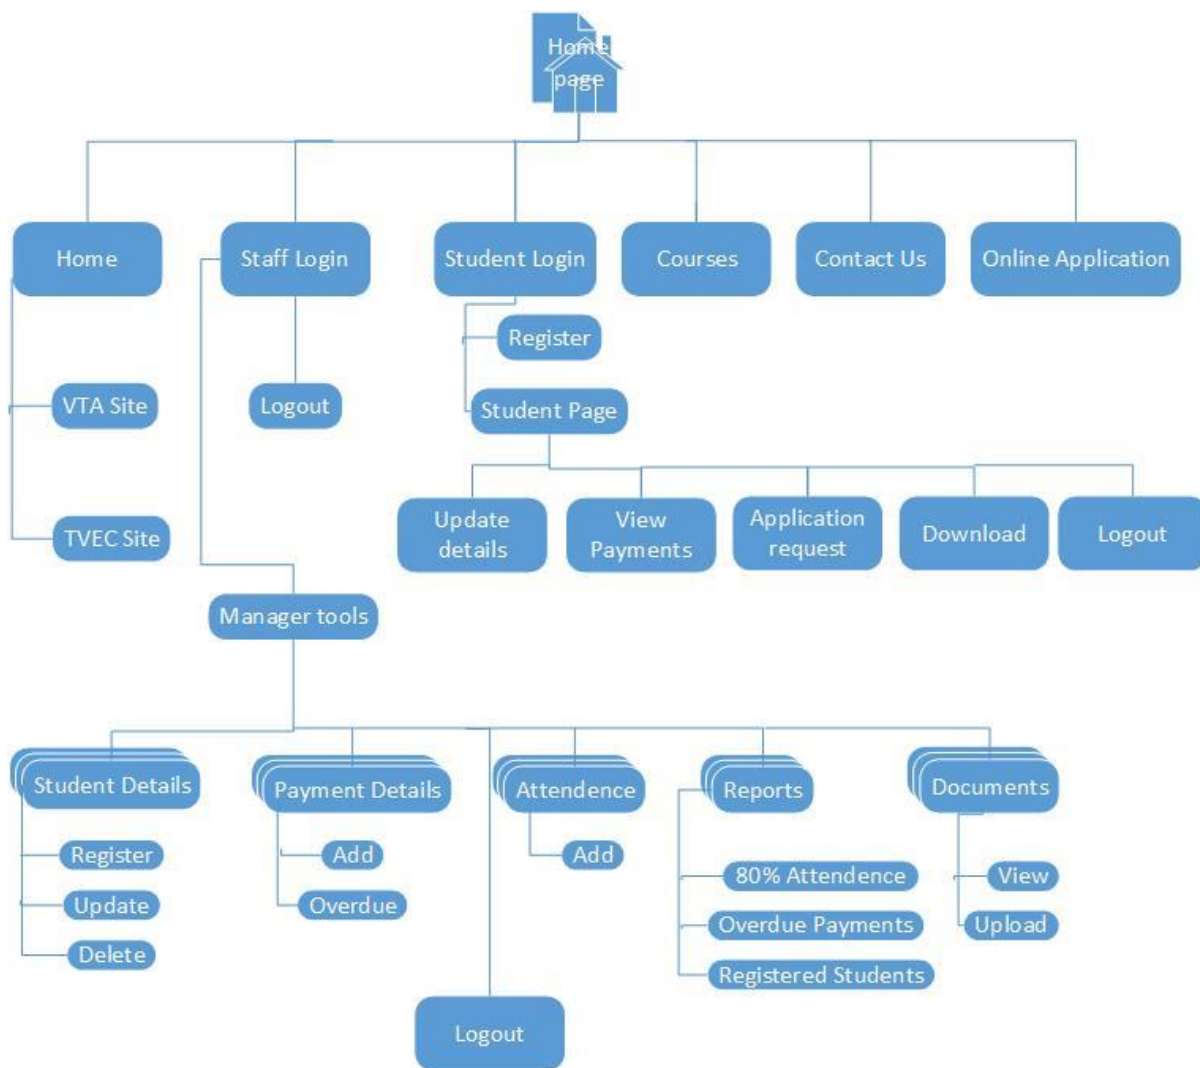 Home
page
Home
Staff Login
Student Login
Courses
Contact Us
Online Application
Register
VTA Site
Logout
Student Page
Update
details
View
Payments
Application
request
Download
Logout
TVEC Site
Manager tools
Student Details
Payment Details
Attendence
Reports
Documents
Register
Add
Add
80% Attendence
View
Update
Overdue
Overdue Payments
Upload
Delete
Registered Students
Logout